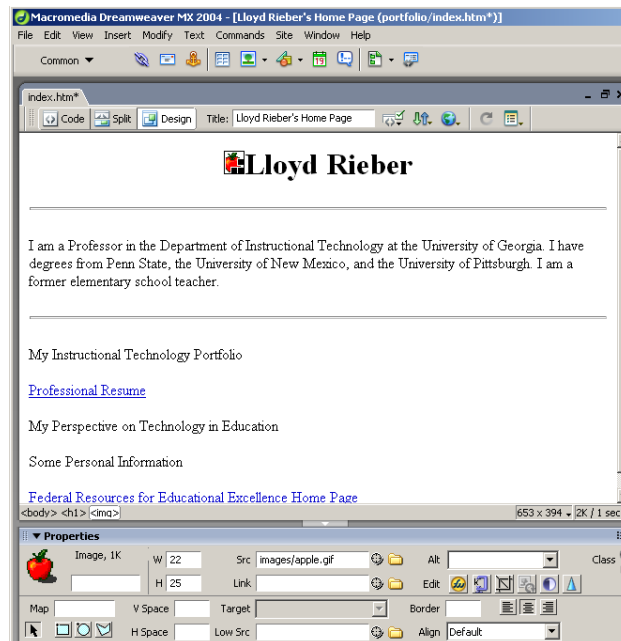 Macromedia Dreamweaver MX 2004 - [Lloyd Rieber's Home Page (portfolio/index.htm*)]
File Edit View Insert Modify Text Commands Site Window Help
Common
index.htm*
Code Split Design Title: Lloyd Rieber's Home Page
Lloyd Rieber
I am a Professor in the Department of Instructional Technology at the University of Georgia. I have
degrees from Penn State, the University of New Mexico, and the University of Pittsburgh. I am a
former elementary school teacher.
My Instructional Technology Portfolio
Professional Resume
My Perspective on Technology in Education
Some Personal Information
Federal Resources for Educational Excellence Home Page
<body> <h1> <img> 653 x 394 2K / 1 sec
Properties
Image, 1K W 22 Src images/apple.gif Alt Class
H 25 Link Edit
Map V Space Target Border
H Space Low Src Align Default